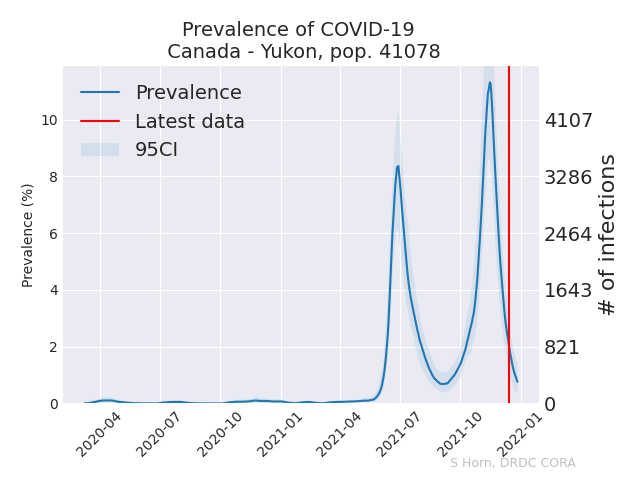 Prevalence of COVID-19
Canada - Yukon, pop. 41078
Prevalence
Latest data
95CI
Prevalence (%)
10
8
6
4
2
0
4107
3286
2464
1643
821
0
# of infections
2020-04
2020-07
2020-10
2021-01
2021-04
2021-07
2021-10
2022-01
S Horn, DRDC CORA